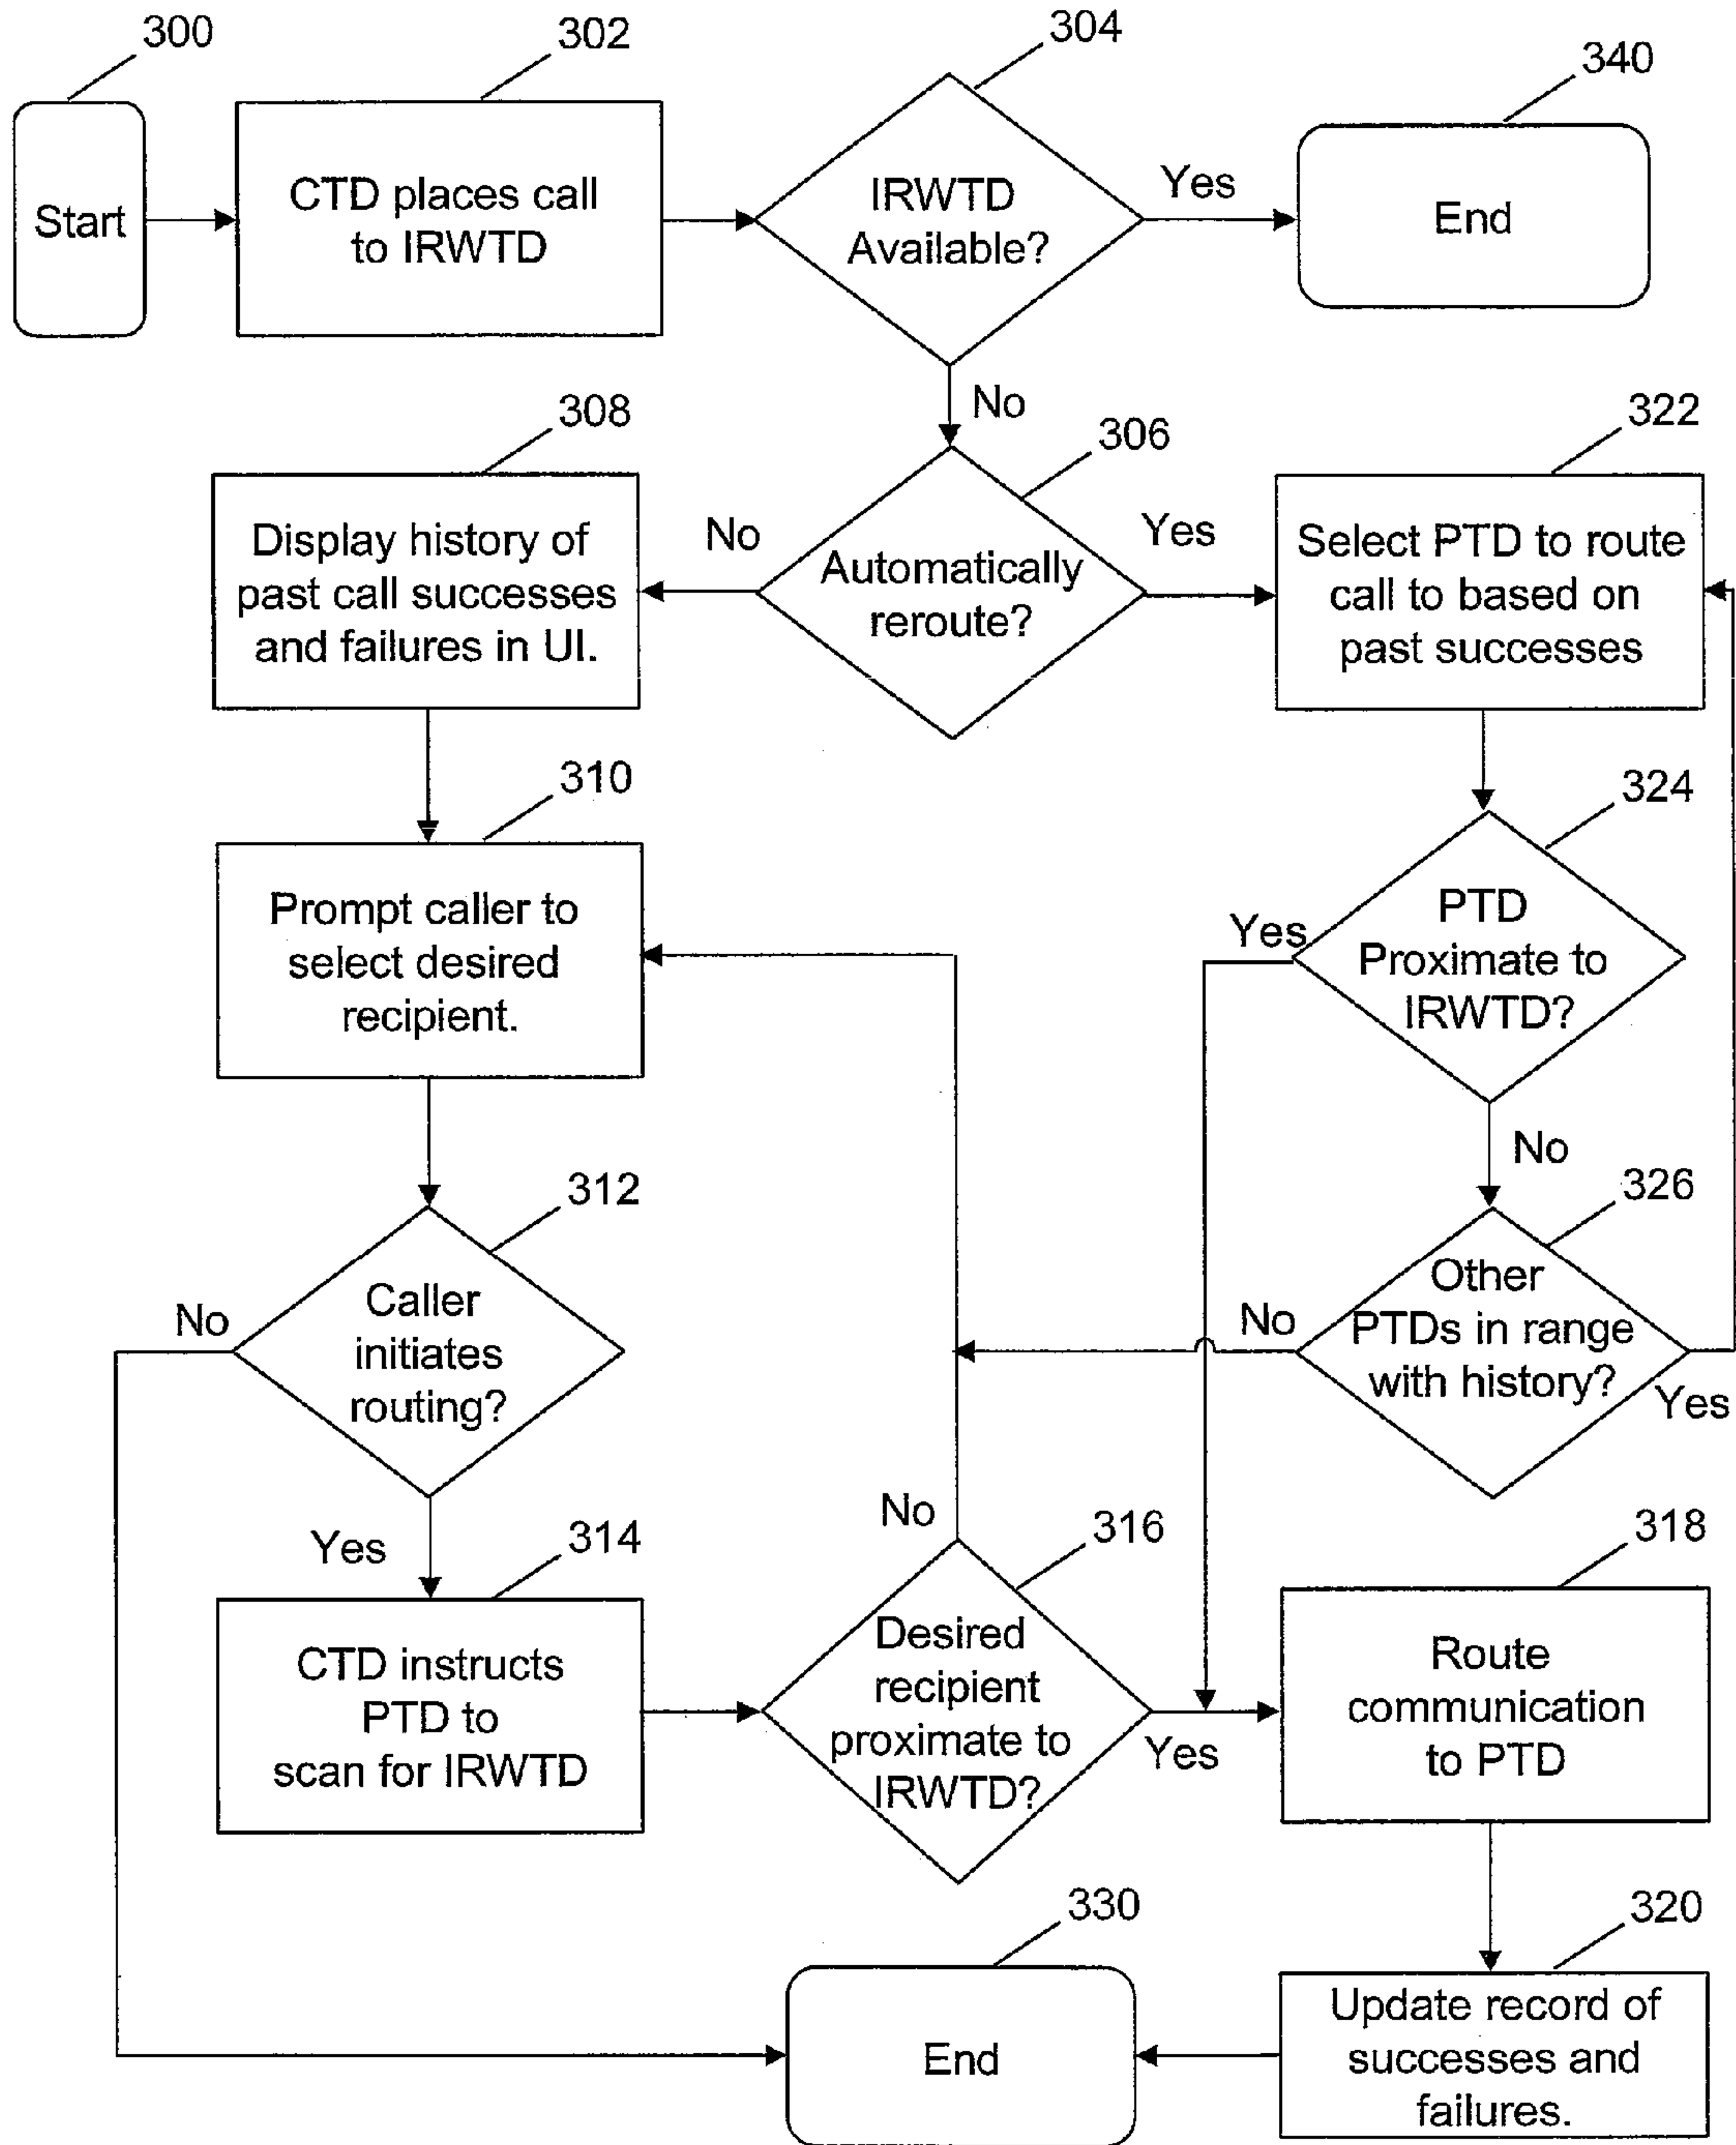 300
302
304
340
Start
CTD places call
to IRWTD
IRWTD
Available?
Yes
End
No
308
306
322
Display history of
past call successes
and failures in UI.
No
Automatically
reroute?
Yes
Select PTD to route
call to based on
past successes
310
324
Prompt caller to
select desired
recipient.
Yes
PTD
Proximate to
IRWTD?
No
312
326
No
Caller
initiates
routing?
No
Other
PTDs in range
with history?
Yes
Yes
314
No
316
318
CTD instructs
PTD to
scan for IRWTD
Desired
recipient
proximate to
IRWTD?
Yes
Route
communication
to PTD
330
320
End
Update record of
successes and
failures.